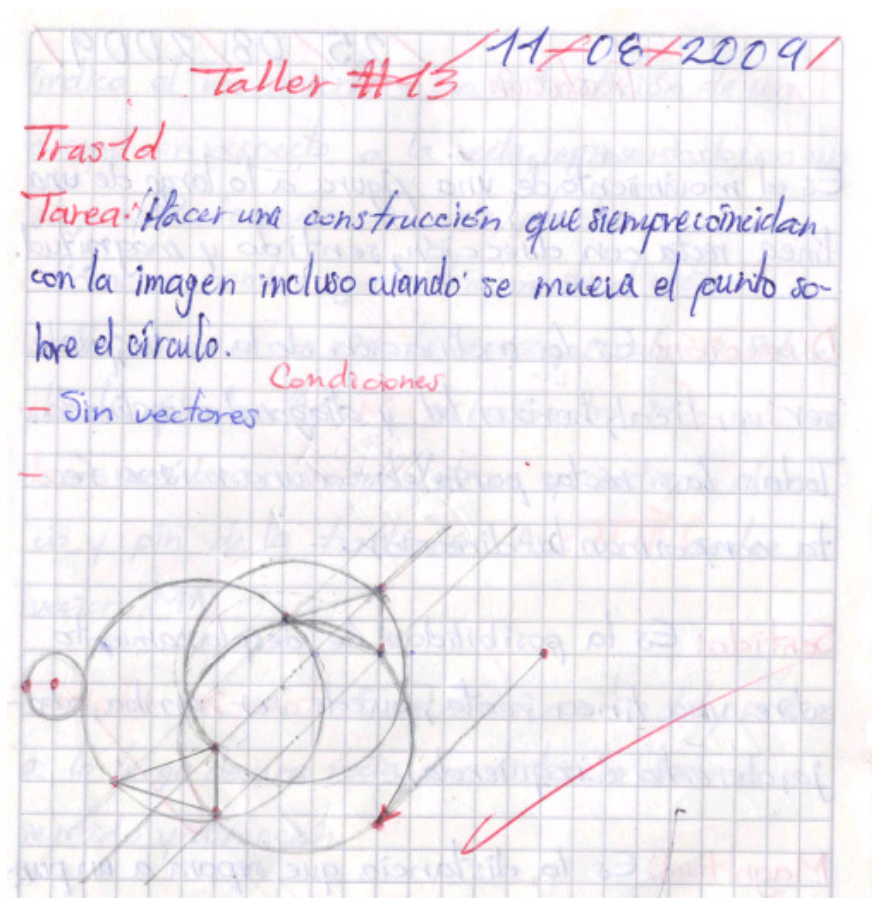 11/08/2009/
Taller #13
Tras1d
Tarea: Hacer una construcción que siempre coincidan
con la imagen incluso cuando se mueva el punto so-
bre el círculo.
Condiciones
- Sin vectores
-